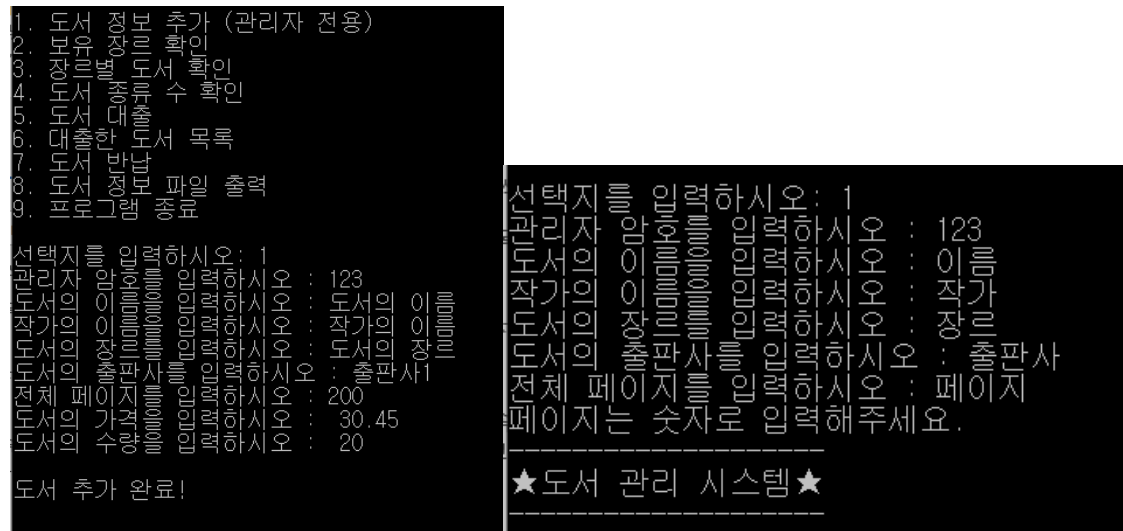 1. 도서 정보 추가 (관리자 전용)
2. 보유 장르 확인
3. 장르별 도서 확인
4. 도서 종류 수 확인
5. 도서 대출
6. 대출한 도서 목록
7. 도서 반납
8. 도서 정보 파일 출력
9. 프로그램 종료
선택지를 입력하시오: 1
관리자 암호를 입력하시오 : 123
도서의 이름을 입력하시오 : 도서의 이름
작가의 이름을 입력하시오 : 작가의 이름
도서의 장르를 입력하시오 : 도서의 장르
도서의 출판사를 입력하시오 : 출판사1
전체 페이지를 입력하시오 : 200
도서의 가격을 입력하시오 : 30.45
도서의 수량을 입력하시오 : 20
도서 추가 완료!
선택지를 입력하시오: 1
관리자 암호를 입력하시오 : 123
도서의 이름을 입력하시오 : 이름
작가의 이름을 입력하시오 : 작가
도서의 장르를 입력하시오 : 장르
도서의 출판사를 입력하시오 : 출판사
전체 페이지를 입력하시오 : 페이지
페이지는 숫자로 입력해주세요.
--------------------
★도서 관리 시스템★
--------------------